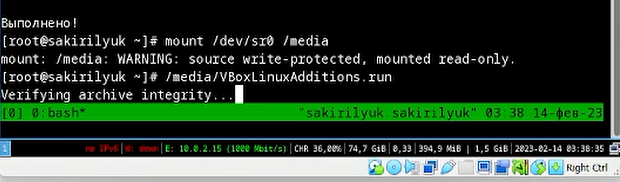 Выполнено!
[root@sakirilyuk ~]# mount /dev/sr0 /media
mount: /media: WARNING: source write-protected, mounted read-only.
[root@sakirilyuk ~]# /media/VBoxLinuxAdditions.run
Verifying archive integrity...
[0] 0:bash* "sakirilyuk.sakirilyuk" 03:38 14-фев-23
1 no IPv6|W: down|E: 10.0.2.15 (1000 Mbit/s)|CHR 36,00%|74,7 GiB|0,33|394,9 MiB | 1,5 GiB|2023-02-14 03:38:35
Right Ctrl